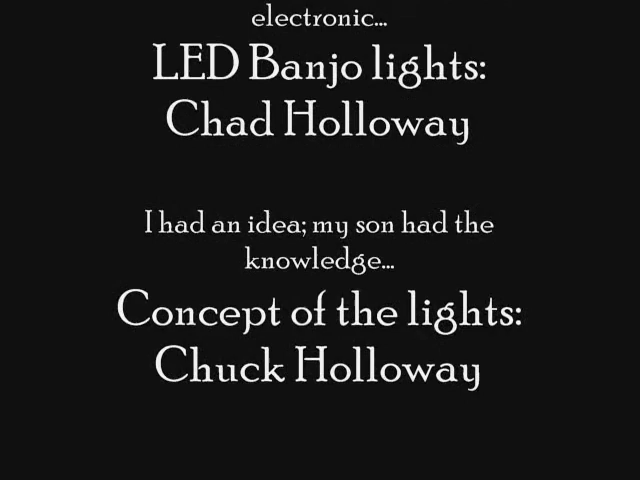 electronic...
LED Banjo lights:
Chad Holloway
I had an idea; my son had the
knowledge...
Concept of the lights:
Chuck Holloway